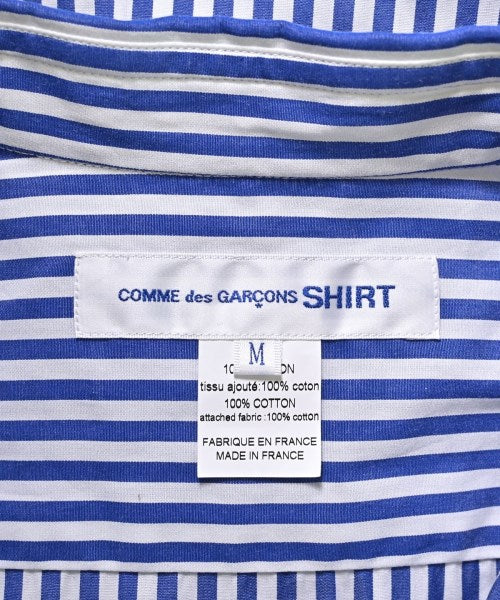 COMME des GARÇONS SHIRT
M
tissu ajouté:100% coton
100% COTTON
attached fabric :100% cotton
FABRIQUE EN FRANCE
MADE IN FRANCE